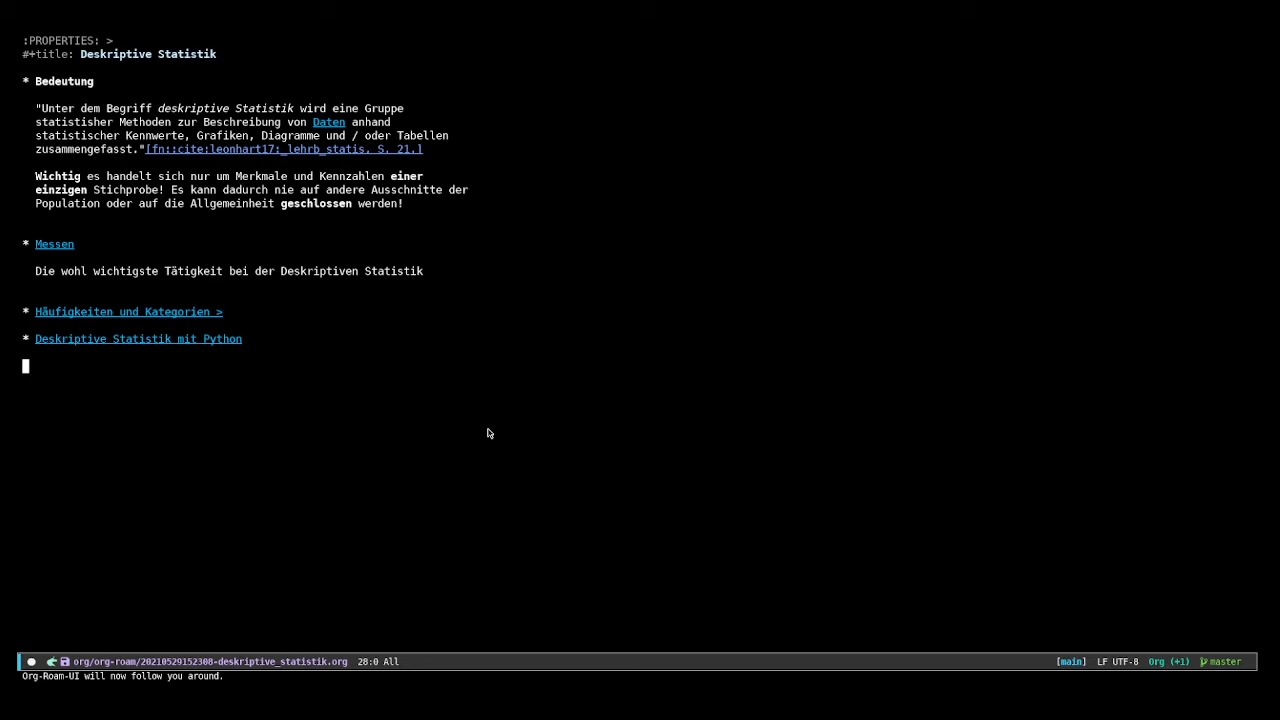 :PROPERTIES: >
#+title: Deskriptive Statistik
* Bedeutung
"Unter dem Begriff deskriptive Statistik wird eine Gruppe
statistisher Methoden zur Beschreibung von Daten anhand
statistischer Kennwerte, Grafiken, Diagramme und / oder Tabellen
zusammengefasst."[fn::cite:leonhart17:_lehrb_statis, S. 21.]
Wichtig es handelt sich nur um Merkmale und Kennzahlen einer
einzigen Stichprobe! Es kann dadurch nie auf andere Ausschnitte der
Population oder auf die Allgemeinheit geschlossen werden!
* Messen
Die wohl wichtigste Tätigkeit bei der Deskriptiven Statistik
* Häufigkeiten und Kategorien >
* Deskriptive Statistik mit Python
org/org-roam/20210529152308-deskriptive_statistik.org 28:0 All [main] LF UTF-8 Org (+1) master
Org-Roam-UI will now follow you around.